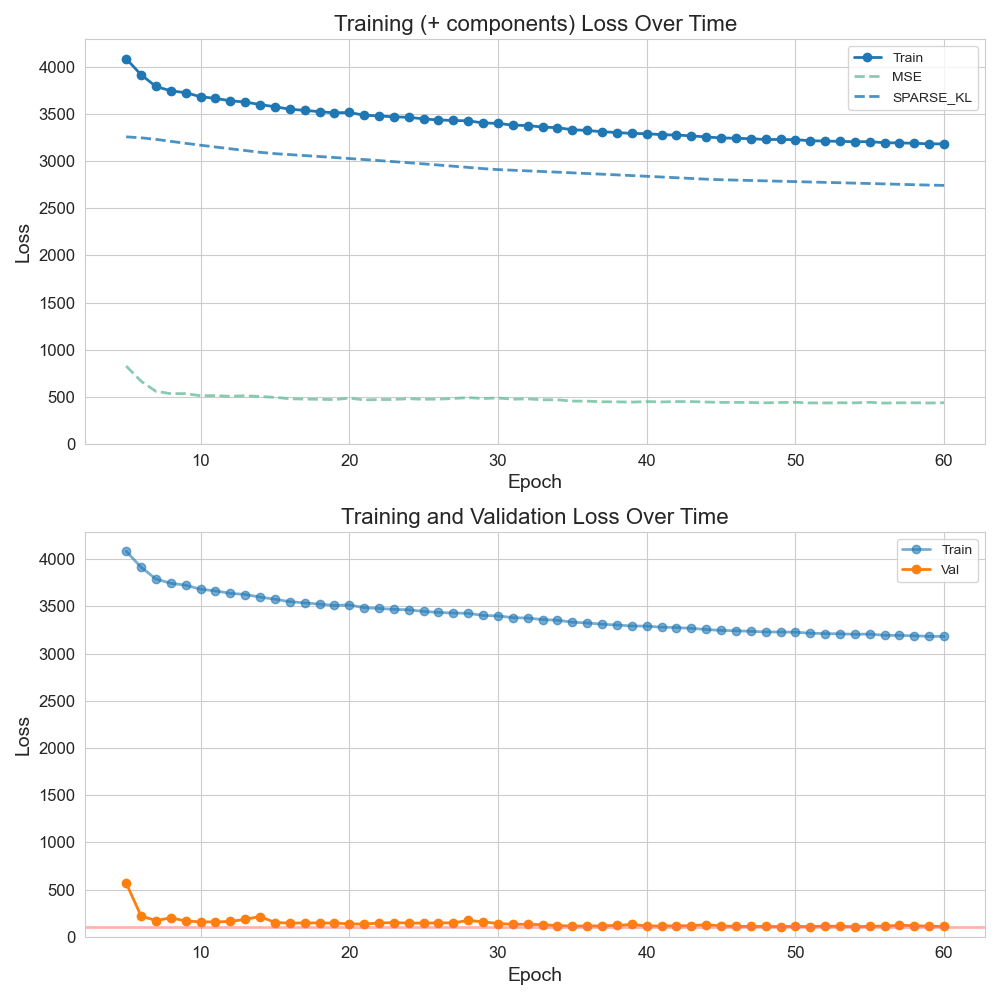 Training (+ components) Loss Over Time
Loss
4000
3500
3000
2500
2000
1500
1000
500
0
Train
MSE
SPARSE_KL
10 20 30 40 50 60
Epoch
Training and Validation Loss Over Time
Loss
4000
3500
3000
2500
2000
1500
1000
500
0
Train
Val
10 20 30 40 50 60
Epoch